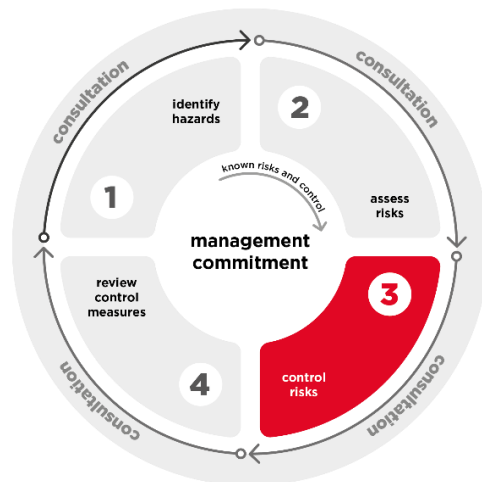 consultation
consultation
identify
hazards
2
1
known risks and control
assess
risks
management
commitment
review
control
measures
3
4
control
risks
consultation
consultation